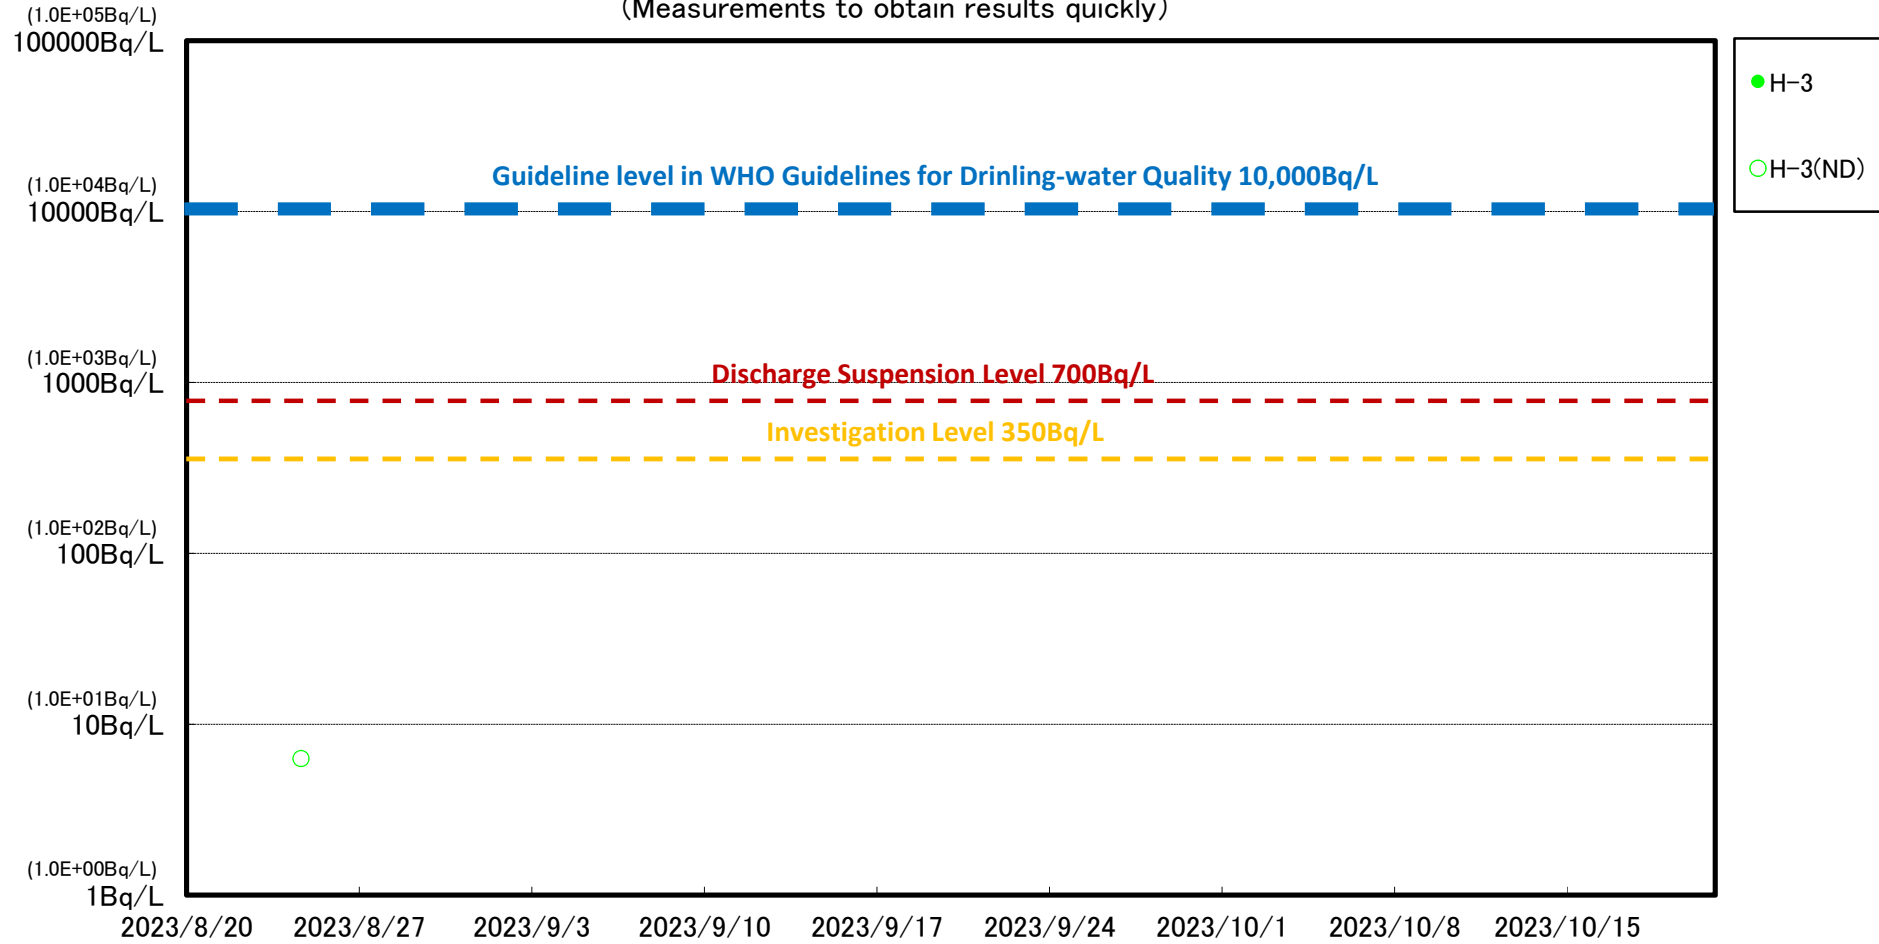 (Measurements to obtain results quickly)
(1.0E+05Bq/L)
100000Bq/L
H-3
H-3(ND)
(1.0E+04Bq/L)
10000Bq/L
Guideline level in WHO Guidelines for Drinling-water Quality 10,000Bq/L
(1.0E+03Bq/L)
1000Bq/L
Discharge Suspension Level 700Bq/L
Investigation Level 350Bq/L
(1.0E+02Bq/L)
100Bq/L
(1.0E+01Bq/L)
10Bq/L
(1.0E+00Bq/L)
1Bq/L
2023/8/20 2023/8/27 2023/9/3 2023/9/10 2023/9/17 2023/9/24 2023/10/1 2023/10/8 2023/10/15